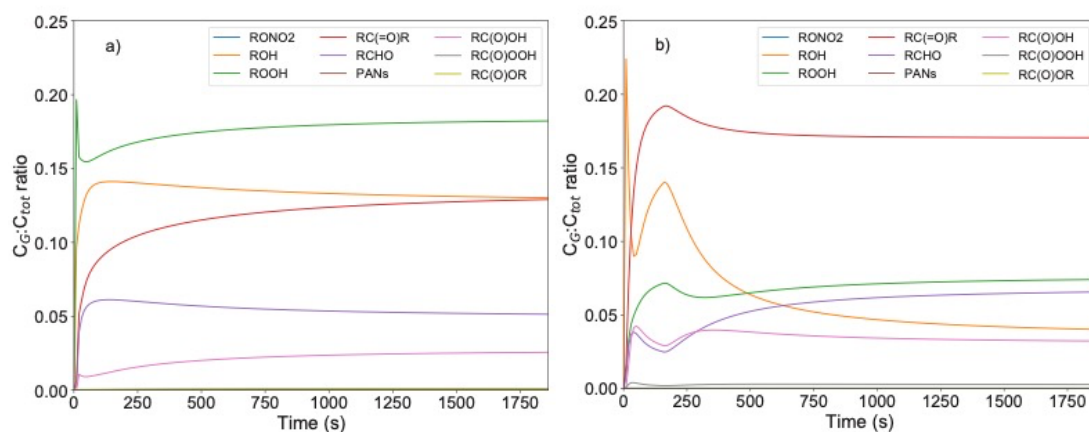 a)
RONO2 RC(=O)R RC(O)OH
ROH RCHO RC(O)OOH
ROOH PANs RC(O)OR
0.25
0.20
0.15
0.10
0.05
0.00
C_G:C_tot ratio
0 250 500 750 1000 1250 1500 1750
Time (s)
b)
RONO2 RC(=O)R RC(O)OH
ROH RCHO RC(O)OOH
ROOH PANs RC(O)OR
0.25
0.20
0.15
0.10
0.05
0.00
C_G:C_tot ratio
0 250 500 750 1000 1250 1500 1750
Time (s)